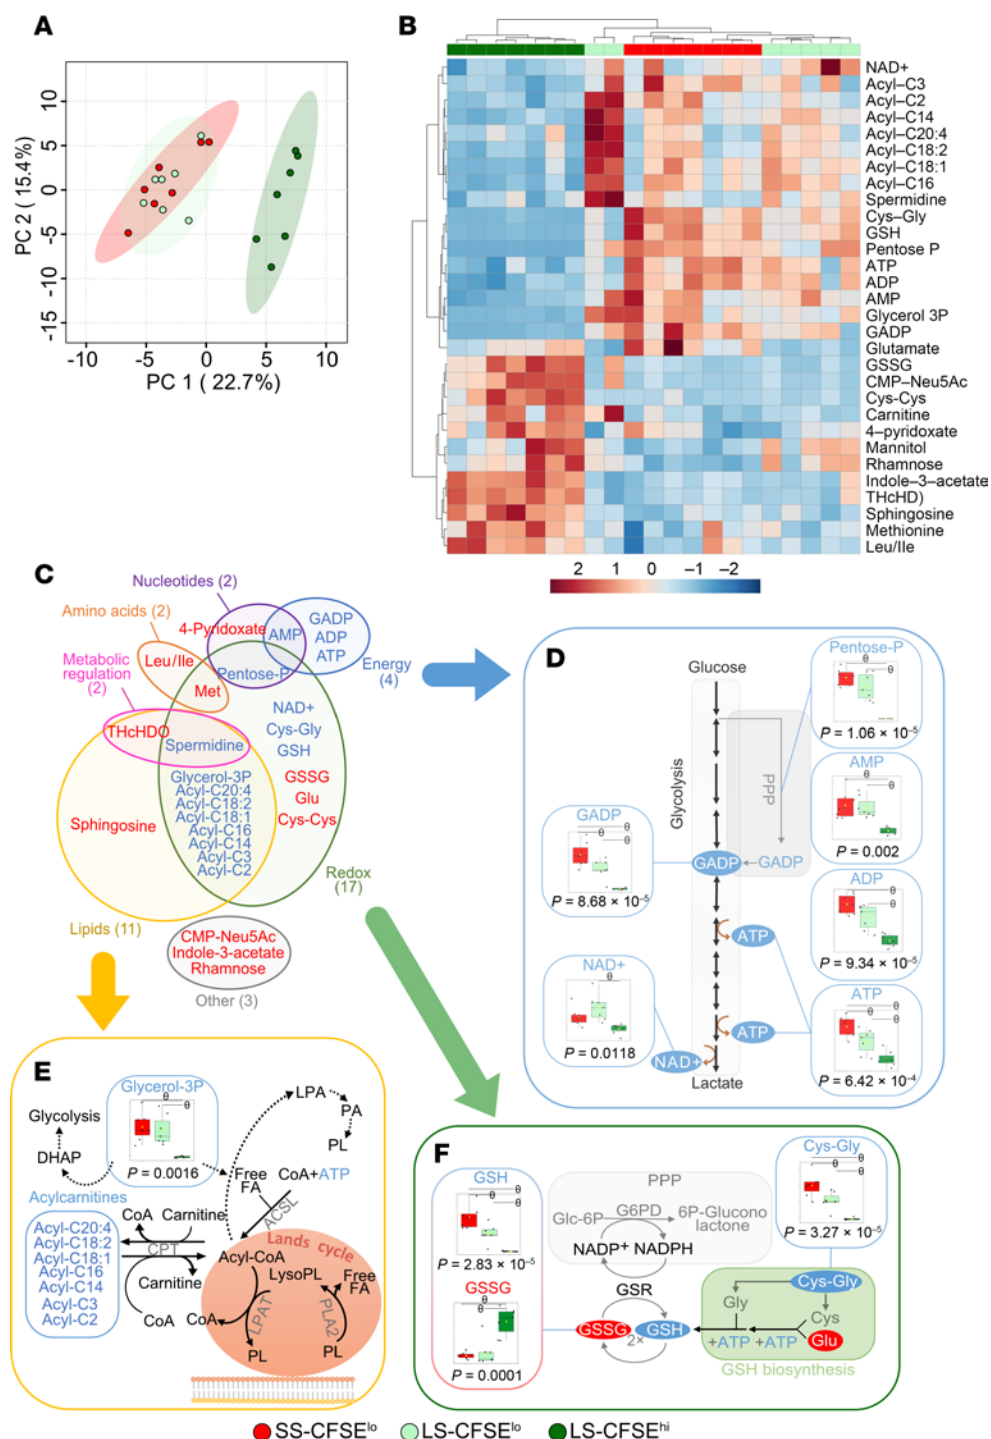 A
PC 2 ( 15.4%)
10
5
0
-5
-10
-15
-10
-5
0
5
10
PC 1 ( 22.7%)
B
NAD+
Acyl–C3
Acyl–C2
Acyl–C14
Acyl–C20:4
Acyl–C18:2
Acyl–C18:1
Acyl–C16
Spermidine
Cys–Gly
GSH
Pentose P
ATP
ADP
AMP
Glycerol 3P
GADP
Glutamate
GSSG
CMP–Neu5Ac
Cys-Cys
Carnitine
4–pyridoxate
Mannitol
Rhamnose
Indole–3–acetate
THcHD)
Sphingosine
Methionine
Leu/Ile
2 1 0 –1 –2
C
Nucleotides (2)
Amino acids (2)
Metabolic
regulation
(2)
4-Pyridoxate
AMP
GADP
ADP
ATP
Energy
(4)
Leu/Ile
Pentose-P
Met
NAD+
Cys-Gly
GSH
THcHDO
Spermidine
Glycerol-3P
Acyl-C20:4
Acyl-C18:2
Acyl-C18:1
Acyl-C16
Acyl-C14
Acyl-C3
Acyl-C2
GSSG
Glu
Cys-Cys
Sphingosine
Redox
(17)
Lipids (11)
CMP-Neu5Ac
Indole-3-acetate
Rhamnose
Other (3)
D
Glucose
Glycolysis
PPP
GADP
GADP
ATP
ATP
NAD+
Lactate
GADP
θ
θ
P = 8.68 × 10⁻⁵
NAD+
θ
θ
P = 0.0118
Pentose-P
θ
θ
P = 1.06 × 10⁻⁵
AMP
θ
θ
P = 0.002
ADP
θ
θ
P = 9.34 × 10⁻⁵
ATP
θ
θ
P = 6.42 × 10⁻⁴
E
Glycerol-3P
θ
θ
P = 0.0016
Glycolysis
DHAP
LPA
PA
PL
Free
FA
CoA+ATP
ACSL
Acylcarnitines
Acyl-C20:4
Acyl-C18:2
Acyl-C18:1
Acyl-C16
Acyl-C14
Acyl-C3
Acyl-C2
CoA
Carnitine
CPT
Carnitine
CoA
Lands cycle
Acyl-CoA
LysoPL
Free
FA
CoA
LPAT
PLA2
PL
PL
F
GSH
θ
θ
P = 2.83 × 10⁻⁵
GSSG
θ
θ
P = 0.0001
PPP
Glc-6P
G6PD
6P-Glucono
lactone
NADP⁺ NADPH
GSR
GSSG
2×
GSH
Cys-Gly
θ
θ
P = 3.27 × 10⁻⁵
Cys-Gly
Gly
Cys
+ATP
+ATP
Glu
GSH biosynthesis
SS-CFSEˡᵒ
LS-CFSEˡᵒ
LS-CFSEʰⁱ